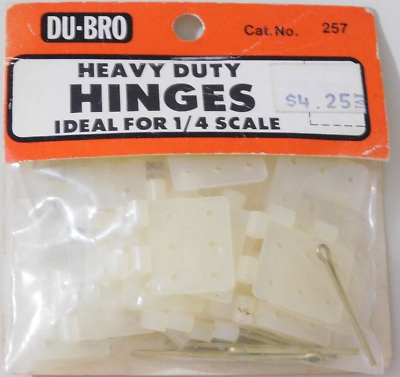 DU-BRO
Cat. No. 257
HEAVY DUTY
HINGES
IDEAL FOR 1/4 SCALE
$4.25